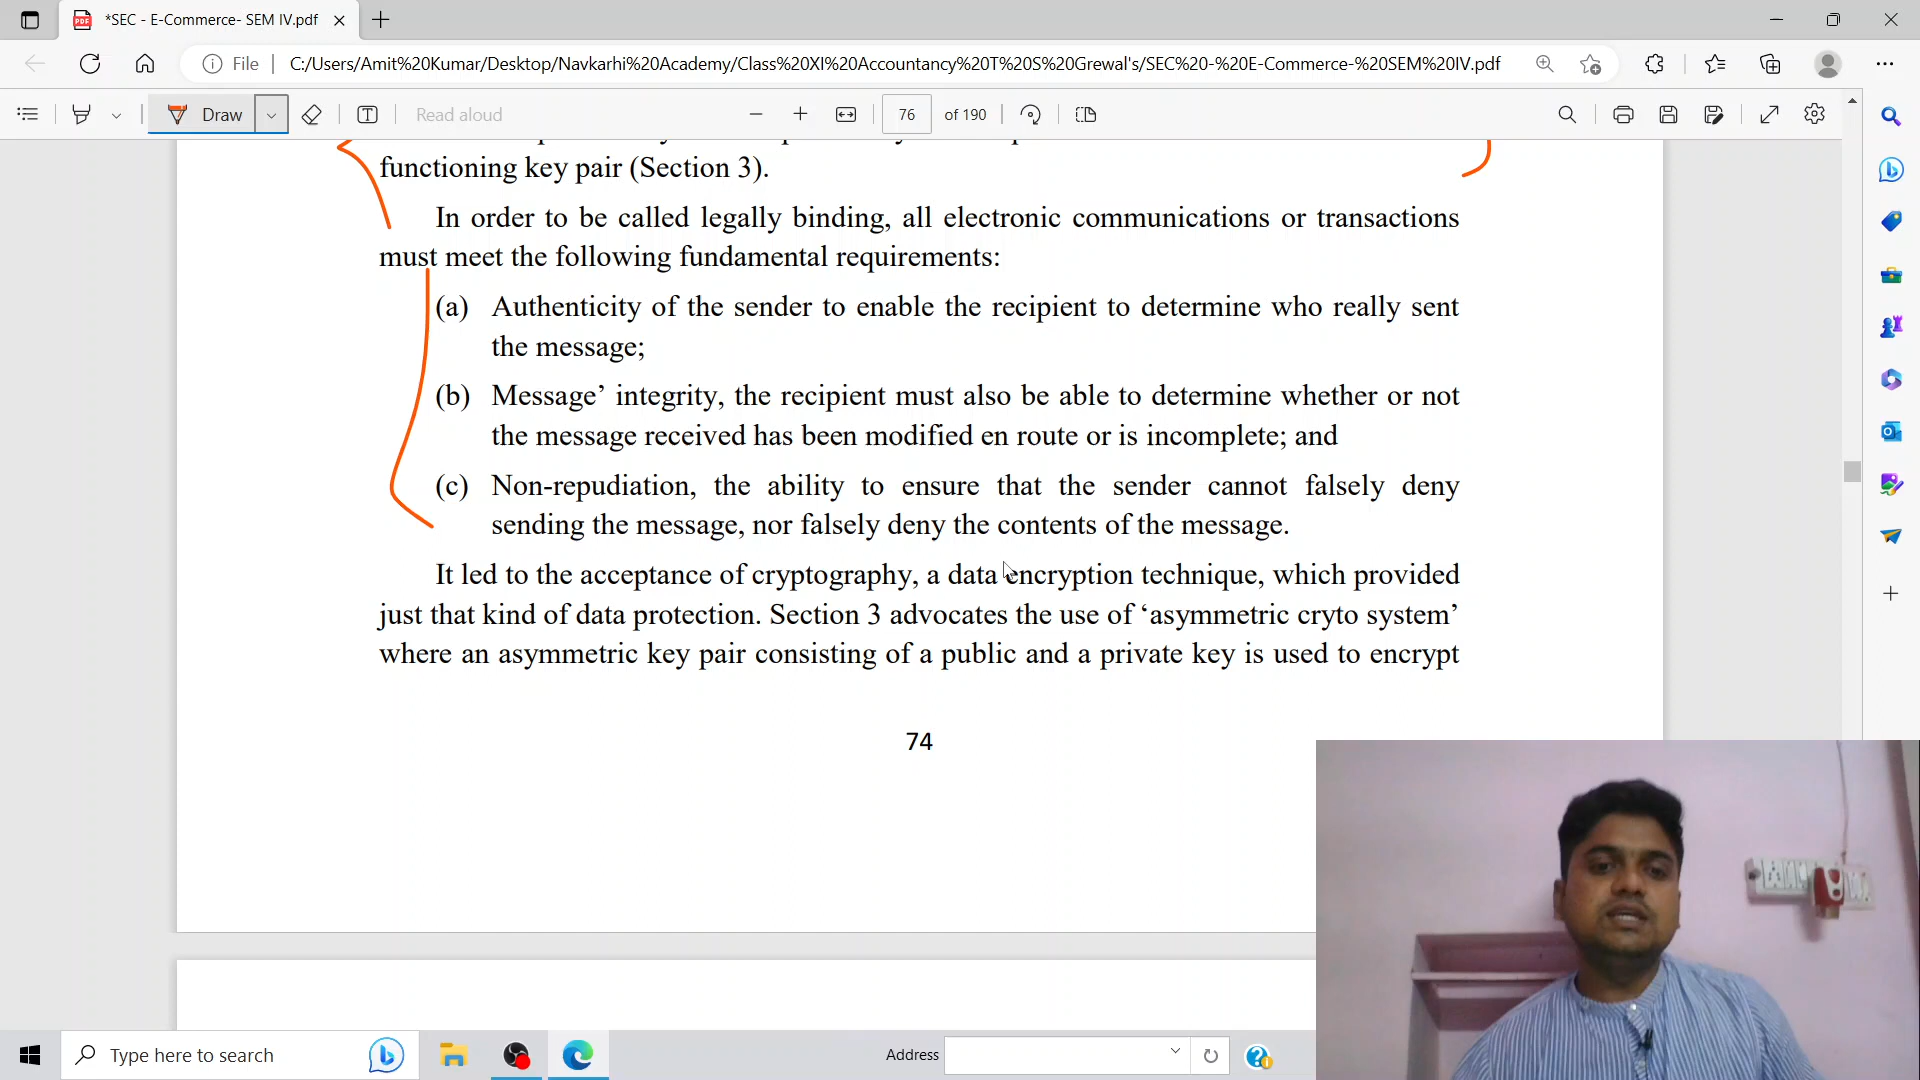 *SEC - E-Commerce- SEM IV.pdf
File
C:/Users/Amit%20Kumar/Desktop/Navkarhi%20Academy/Class%20XI%20Accountancy%20T%20S%20Grewal's/SEC%20-%20E-Commerce-%20SEM%20IV.pdf
Draw
Read aloud
76
of 190
functioning key pair (Section 3).
In order to be called legally binding, all electronic communications or transactions
must meet the following fundamental requirements:
(a) Authenticity of the sender to enable the recipient to determine who really sent
the message;
(b) Message’ integrity, the recipient must also be able to determine whether or not
the message received has been modified en route or is incomplete; and
(c) Non-repudiation, the ability to ensure that the sender cannot falsely deny
sending the message, nor falsely deny the contents of the message.
It led to the acceptance of cryptography, a data encryption technique, which provided
just that kind of data protection. Section 3 advocates the use of ‘asymmetric cryto system’
where an asymmetric key pair consisting of a public and a private key is used to encrypt
74
Type here to search
Address